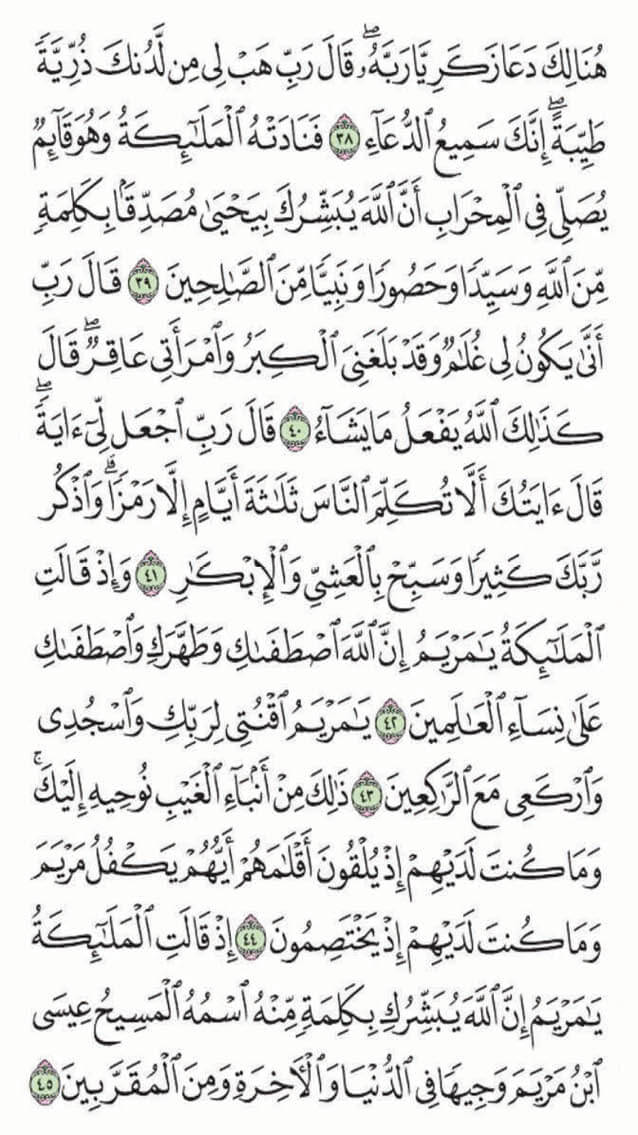 هُنَالِكَ دَعَا زَكَرِيَّا رَبَّهُۥۖ قَالَ رَبِّ هَبْ لِى مِن لَّدُنكَ ذُرِّيَّةً
طَيِّبَةًۖ إِنَّكَ سَمِيعُ ٱلدُّعَآءِ ٣٨ فَنَادَتْهُ ٱلْمَلَٰٓئِكَةُ وَهُوَ قَآئِمٌ
يُصَلِّى فِى ٱلْمِحْرَابِ أَنَّ ٱللَّهَ يُبَشِّرُكَ بِيَحْيَىٰ مُصَدِّقًۢا بِكَلِمَةٍ
مِّنَ ٱللَّهِ وَسَيِّدًا وَحَصُورًا وَنَبِيًّا مِّنَ ٱلصَّٰلِحِينَ ٣٩ قَالَ رَبِّ
أَنَّىٰ يَكُونُ لِى غُلَٰمٌ وَقَدْ بَلَغَنِىَ ٱلْكِبَرُ وَٱمْرَأَتِى عَاقِرٌۖ قَالَ
كَذَٰلِكَ ٱللَّهُ يَفْعَلُ مَا يَشَآءُ ٤٠ قَالَ رَبِّ ٱجْعَل لِّىٓ ءَايَةًۖ
قَالَ ءَايَتُكَ أَلَّا تُكَلِّمَ ٱلنَّاسَ ثَلَٰثَةَ أَيَّامٍ إِلَّا رَمْزًاۗ وَٱذْكُر
رَّبَّكَ كَثِيرًا وَسَبِّحْ بِٱلْعَشِىِّ وَٱلْإِبْكَٰرِ ٤١ وَإِذْ قَالَتِ
ٱلْمَلَٰٓئِكَةُ يَٰمَرْيَمُ إِنَّ ٱللَّهَ ٱصْطَفَىٰكِ وَطَهَّرَكِ وَٱصْطَفَىٰكِ
عَلَىٰ نِسَآءِ ٱلْعَٰلَمِينَ ٤٢ يَٰمَرْيَمُ ٱقْنُتِى لِرَبِّكِ وَٱسْجُدِى
وَٱرْكَعِى مَعَ ٱلرَّٰكِعِينَ ٤٣ ذَٰلِكَ مِنْ أَنۢبَآءِ ٱلْغَيْبِ نُوحِيهِ إِلَيْكَۚ
وَمَا كُنتَ لَدَيْهِمْ إِذْ يُلْقُونَ أَقْلَٰمَهُمْ أَيُّهُمْ يَكْفُلُ مَرْيَمَ
وَمَا كُنتَ لَدَيْهِمْ إِذْ يَخْتَصِمُونَ ٤٤ إِذْ قَالَتِ ٱلْمَلَٰٓئِكَةُ
يَٰمَرْيَمُ إِنَّ ٱللَّهَ يُبَشِّرُكِ بِكَلِمَةٍ مِّنْهُ ٱسْمُهُ ٱلْمَسِيحُ عِيسَى
ٱبْنُ مَرْيَمَ وَجِيهًا فِى ٱلدُّنْيَا وَٱلْءَاخِرَةِ وَمِنَ ٱلْمُقَرَّبِينَ ٤٥